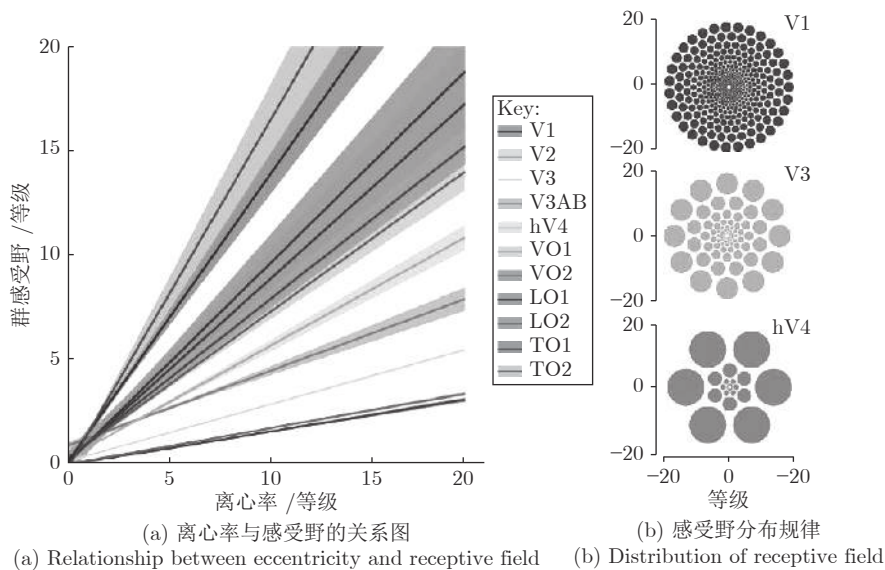 20
15
10
5
0
群感受野 /等级
0
5
10
15
20
离心率 /等级
Key:
V1
V2
V3
V3AB
hV4
VO1
VO2
LO1
LO2
TO1
TO2
(a) 离心率与感受野的关系图
(a) Relationship between eccentricity and receptive field
V1
20
0
−20
V3
20
0
−20
hV4
20
0
−20
−20
0
−20
等级
(b) 感受野分布规律
(b) Distribution of receptive field